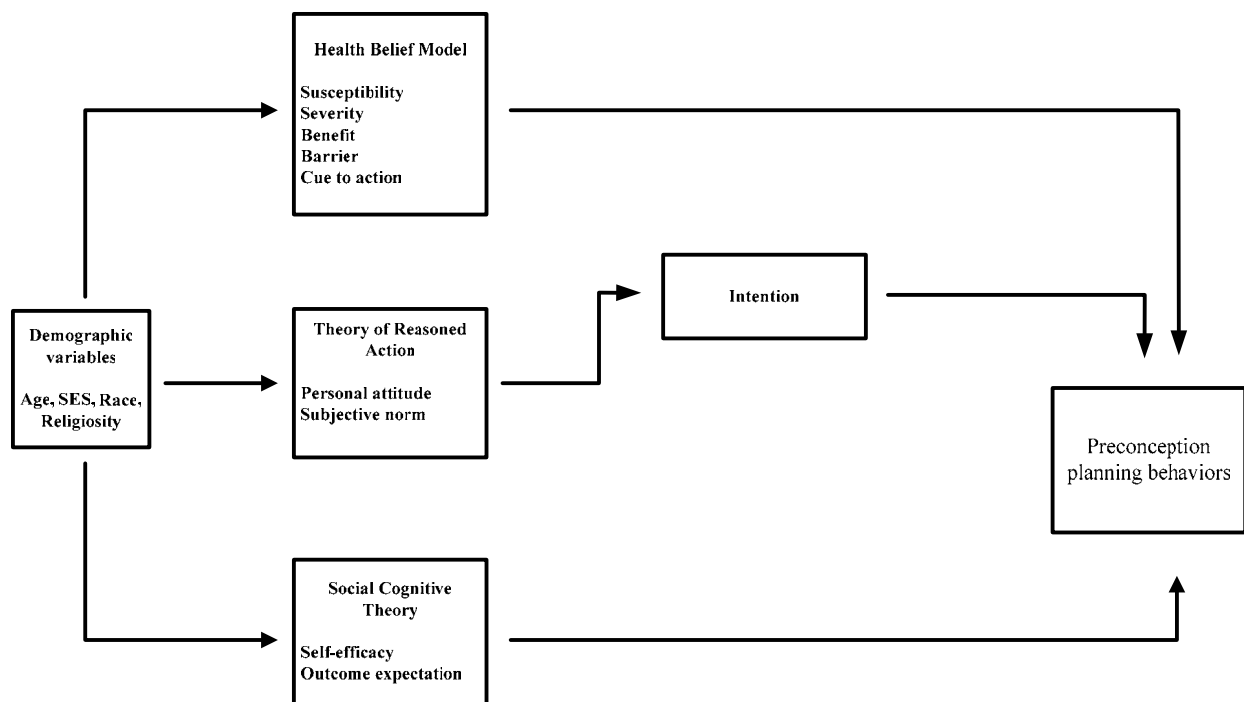 Health Belief Model
Susceptibility
Severity
Benefit
Barrier
Cue to action
Demographic
variables
Age, SES, Race,
Religiosity
Theory of Reasoned
Action
Personal attitude
Subjective norm
Intention
Preconception
planning behaviors
Social Cognitive
Theory
Self-efficacy
Outcome expectation